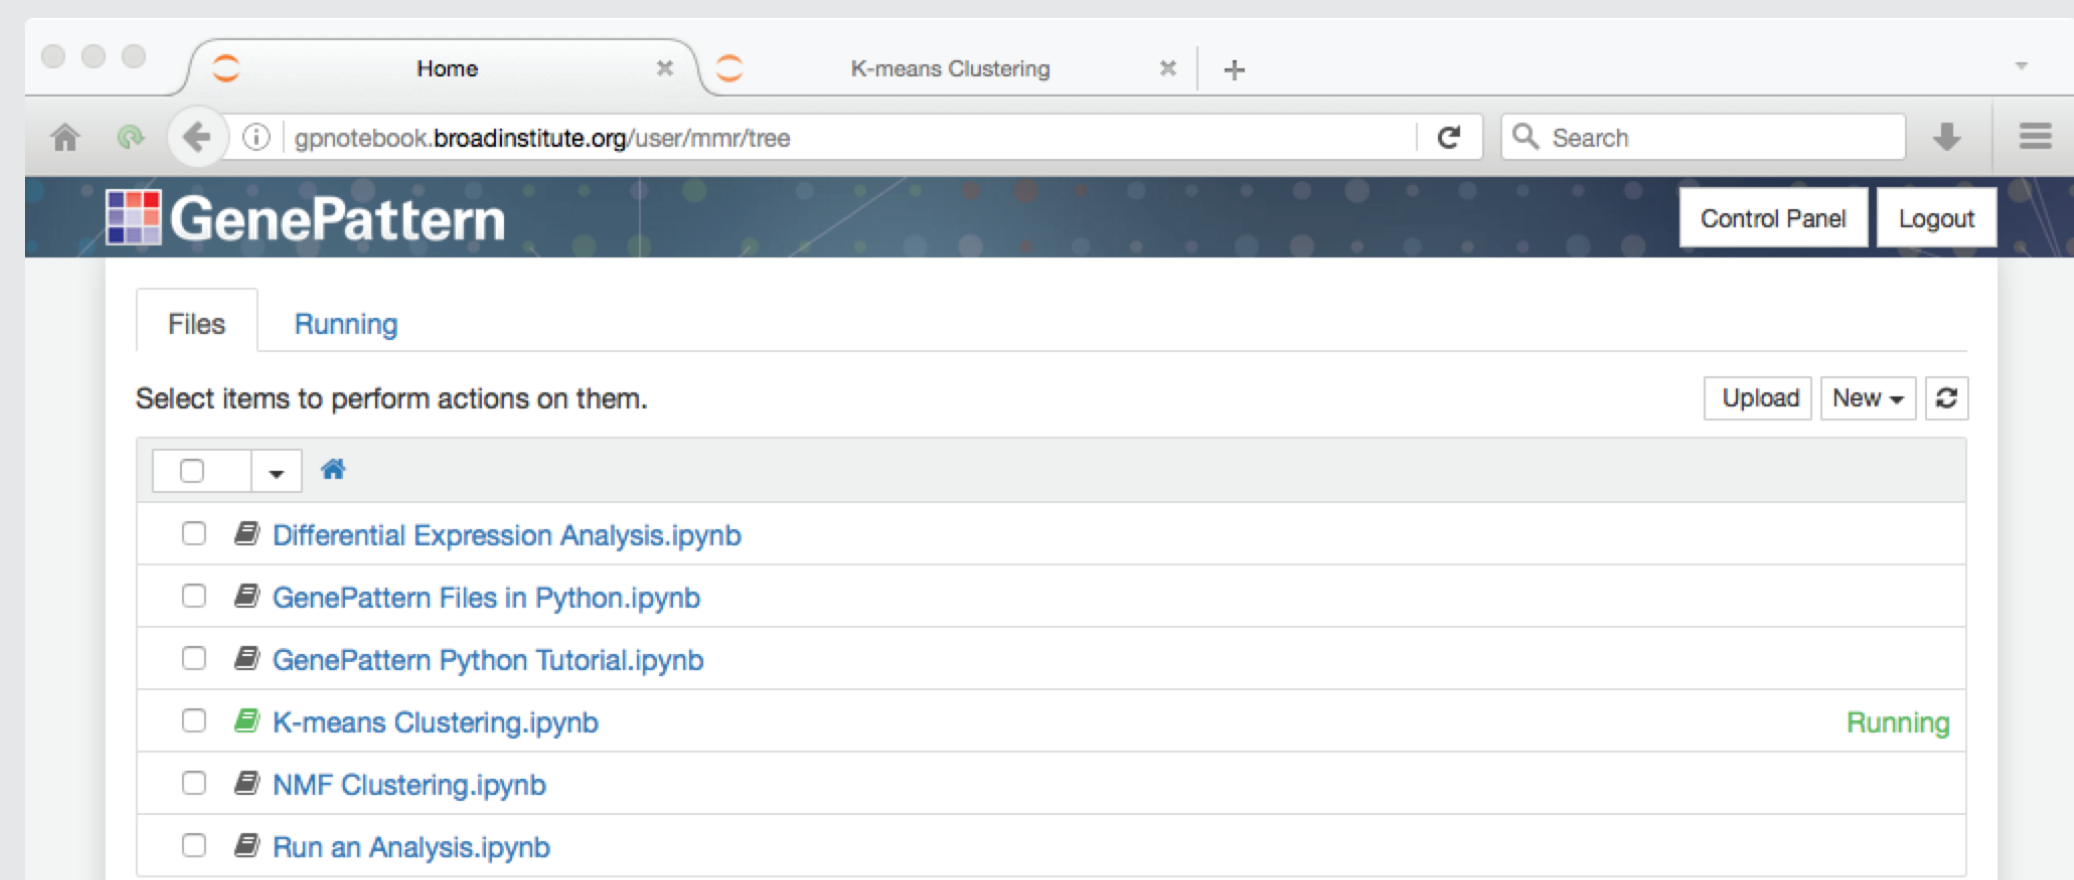 Home
K-means Clustering
gpnotebook.broadinstitute.org/user/mmr/tree
Search
GenePattern
Control Panel
Logout
Files
Running
Select items to perform actions on them.
Upload
New
Differential Expression Analysis.ipynb
GenePattern Files in Python.ipynb
GenePattern Python Tutorial.ipynb
K-means Clustering.ipynb
Running
NMF Clustering.ipynb
Run an Analysis.ipynb